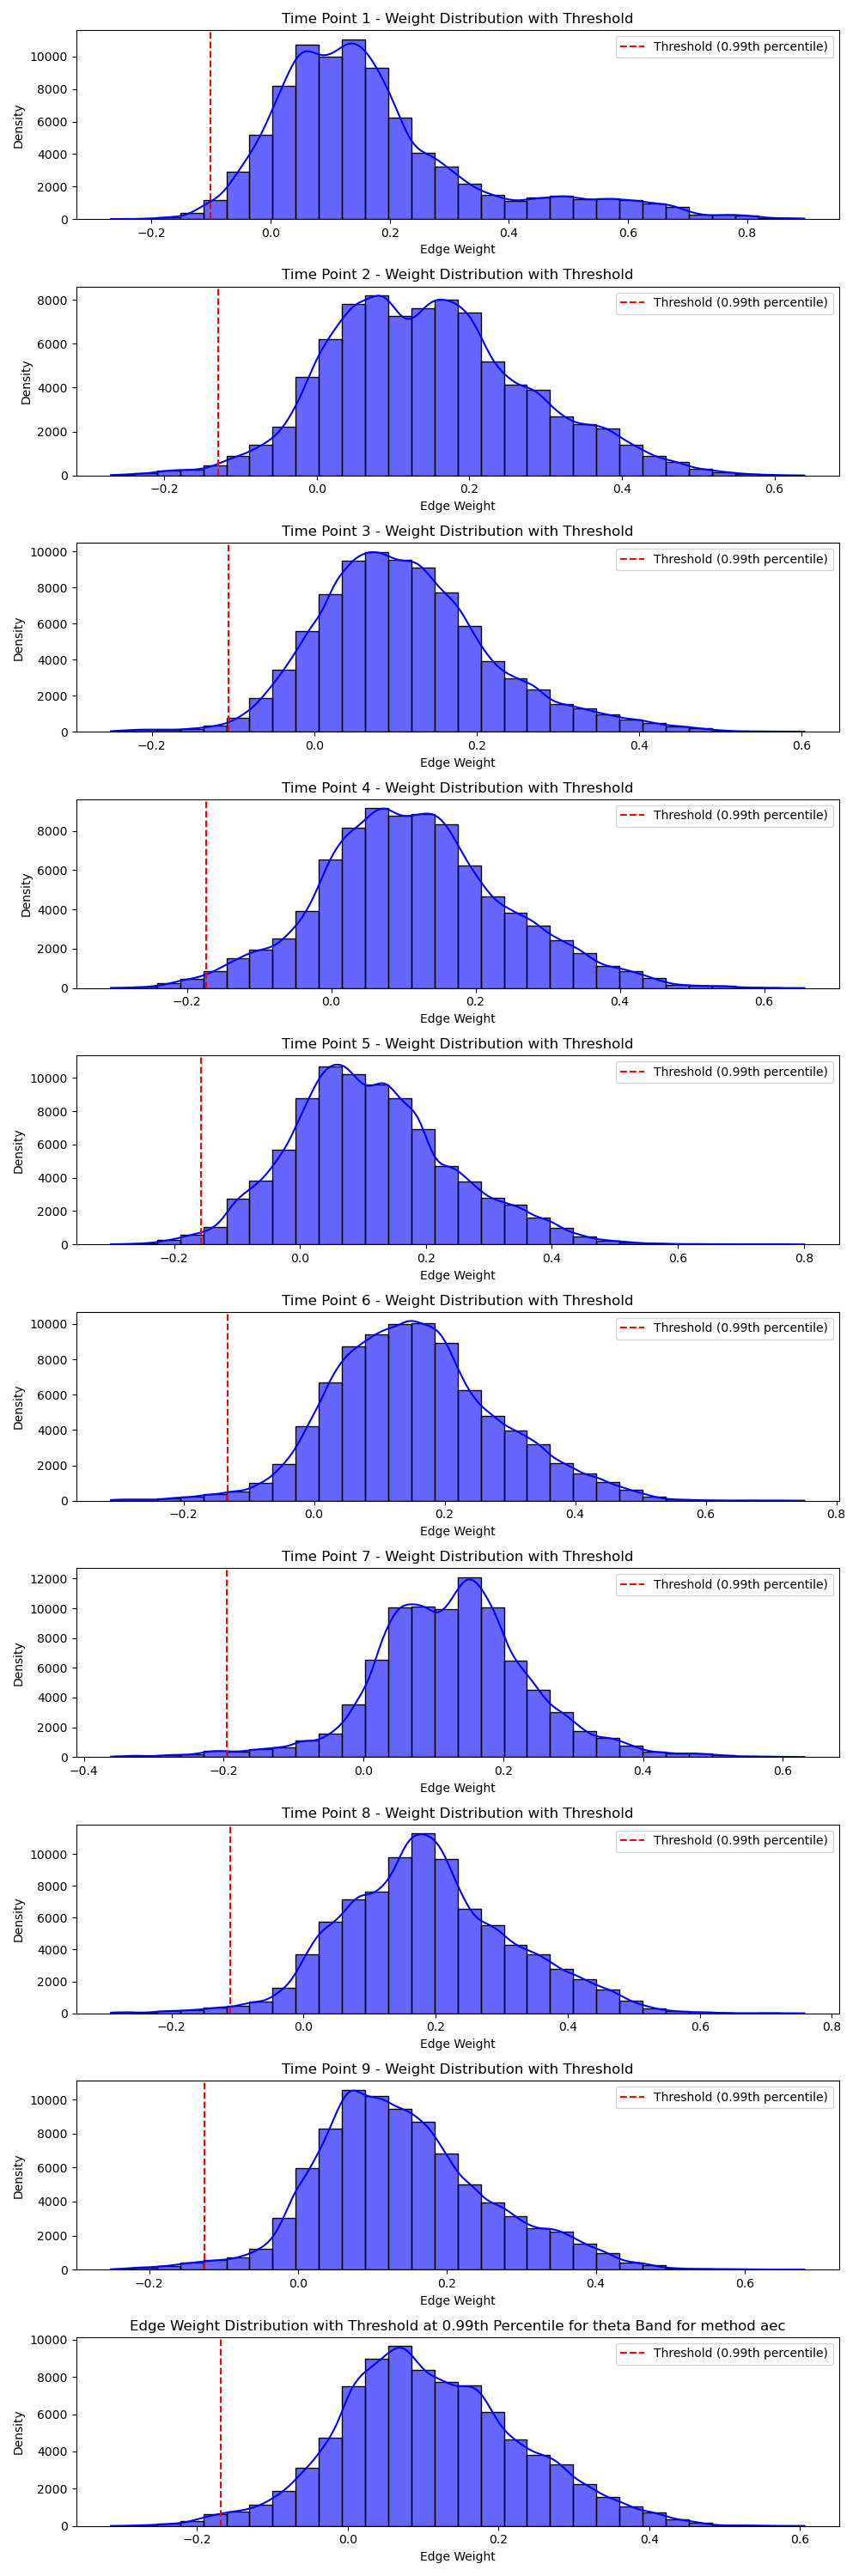 Time Point 1 - Weight Distribution with Threshold
Threshold (0.99th percentile)
Density
10000
8000
6000
4000
2000
0
−0.2 0.0 0.2 0.4 0.6 0.8
Edge Weight
Time Point 2 - Weight Distribution with Threshold
Threshold (0.99th percentile)
Density
8000
6000
4000
2000
0
−0.2 0.0 0.2 0.4 0.6
Edge Weight
Time Point 3 - Weight Distribution with Threshold
Threshold (0.99th percentile)
Density
10000
8000
6000
4000
2000
0
−0.2 0.0 0.2 0.4 0.6
Edge Weight
Time Point 4 - Weight Distribution with Threshold
Threshold (0.99th percentile)
Density
8000
6000
4000
2000
0
−0.2 0.0 0.2 0.4 0.6
Edge Weight
Time Point 5 - Weight Distribution with Threshold
Threshold (0.99th percentile)
Density
10000
8000
6000
4000
2000
0
−0.2 0.0 0.2 0.4 0.6 0.8
Edge Weight
Time Point 6 - Weight Distribution with Threshold
Threshold (0.99th percentile)
Density
10000
8000
6000
4000
2000
0
−0.2 0.0 0.2 0.4 0.6 0.8
Edge Weight
Time Point 7 - Weight Distribution with Threshold
Threshold (0.99th percentile)
Density
12000
10000
8000
6000
4000
2000
0
−0.4 −0.2 0.0 0.2 0.4 0.6
Edge Weight
Time Point 8 - Weight Distribution with Threshold
Threshold (0.99th percentile)
Density
10000
8000
6000
4000
2000
0
−0.2 0.0 0.2 0.4 0.6 0.8
Edge Weight
Time Point 9 - Weight Distribution with Threshold
Threshold (0.99th percentile)
Density
10000
8000
6000
4000
2000
0
−0.2 0.0 0.2 0.4 0.6
Edge Weight
Edge Weight Distribution with Threshold at 0.99th Percentile for theta Band for method aec
Threshold (0.99th percentile)
Density
10000
8000
6000
4000
2000
0
−0.2 0.0 0.2 0.4 0.6
Edge Weight